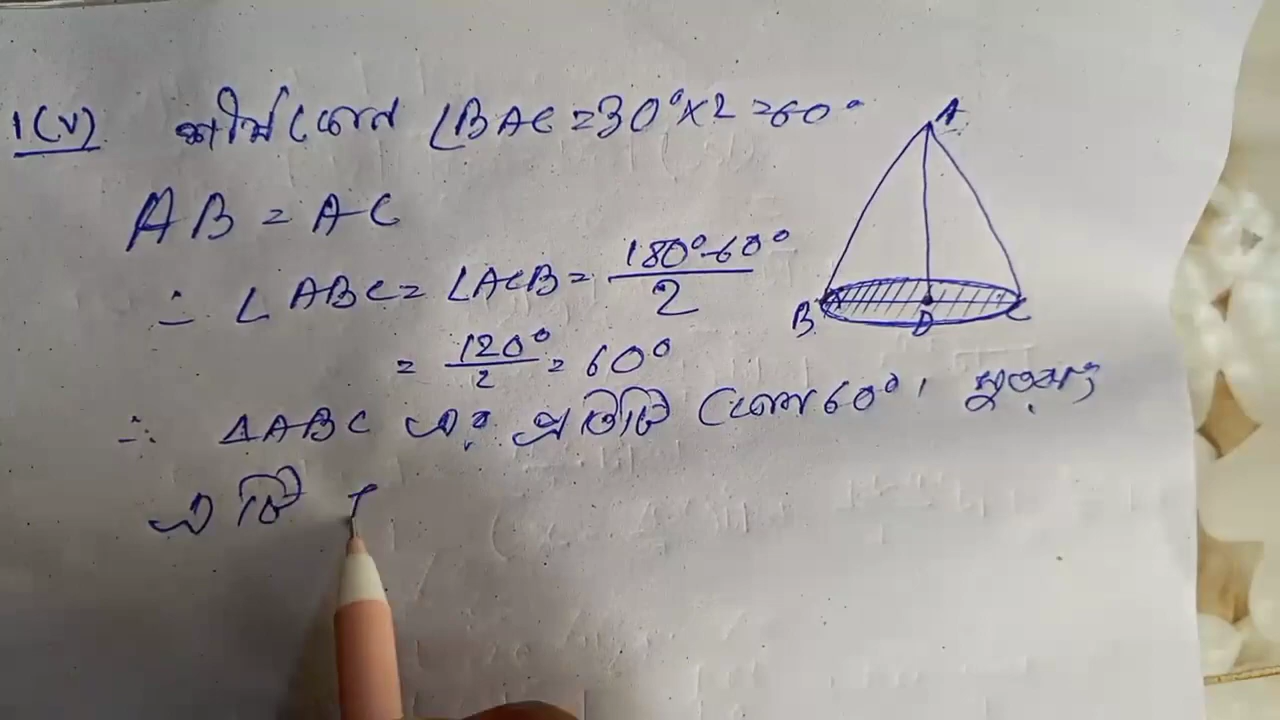 1(v) শীর্ষকোণ ∠BAC = 30° × 2 = 60°
AB = AC
∴ ∠ABC = ∠ACB = 180° - 60° / 2
= 120° / 2 = 60°
∴ ΔABC এর প্রতিটি কোণ 60°। সুতরাং
এটি
A
B
D
C